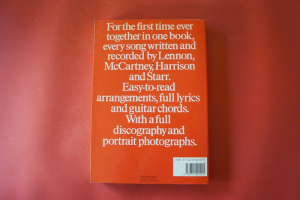 For the first time ever
together in one book,
every song written and
recorded by Lennon,
McCartney, Harrison
and Starr.
Easy-to-read
arrangements, full lyrics
and guitar chords.
With a full
discography and
portrait photographs.